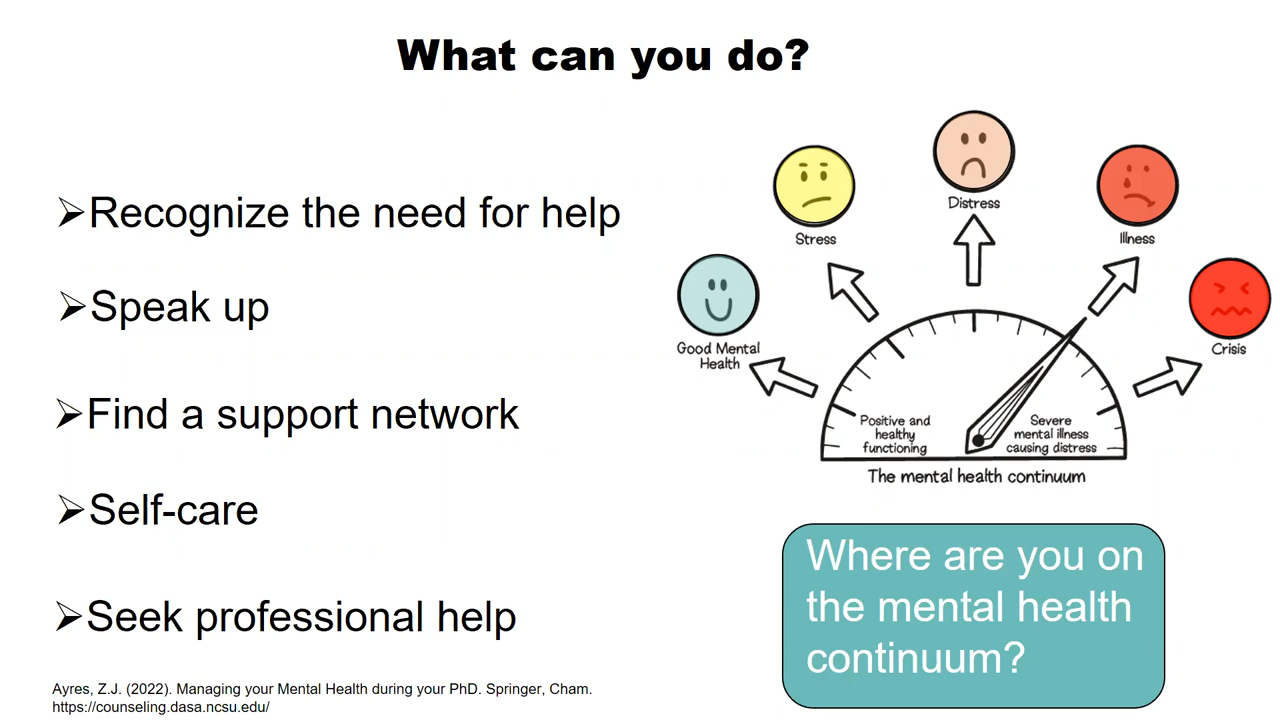 What can you do?
Recognize the need for help
Speak up
Find a support network
Self-care
Seek professional help
Ayres, Z.J. (2022). Managing your Mental Health during your PhD. Springer, Cham.
https://counseling.dasa.ncsu.edu/
Good Mental
Health
Stress
Distress
Illness
Crisis
Positive and
healthy
functioning
Severe
mental illness
causing distress
The mental health continuum
Where are you on
the mental health
continuum?